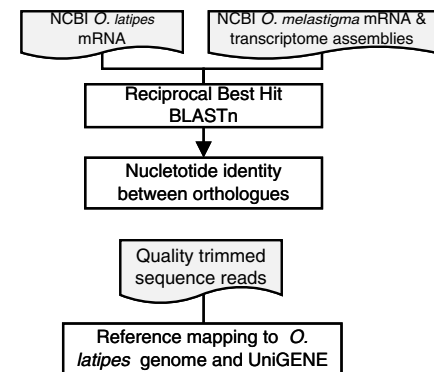 NCBI O. latipes
mRNA
NCBI O. melastigma mRNA &
transcriptome assemblies
Reciprocal Best Hit
BLASTn
Nucletotide identity
between orthologues
Quality trimmed
sequence reads
Reference mapping to O.
latipes genome and UniGENE